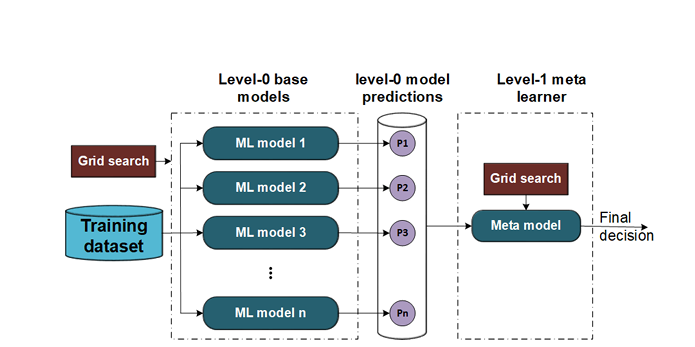 Level-0 base
models
level-0 model
predictions
Level-1 meta
learner
Grid search
Training
dataset
ML model 1
ML model 2
ML model 3
ML model n
P1
P2
P3
Pn
Grid search
Meta model
Final
decision